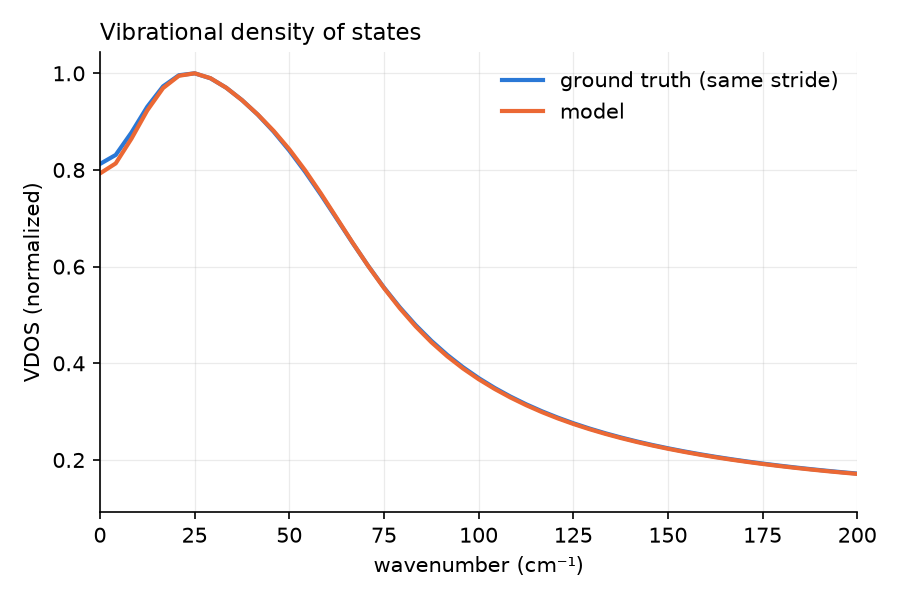 Vibrational density of states
ground truth (same stride)
model
VDOS (normalized)
1.0
0.8
0.6
0.4
0.2
0 25 50 75 100 125 150 175 200
wavenumber (cm⁻¹)